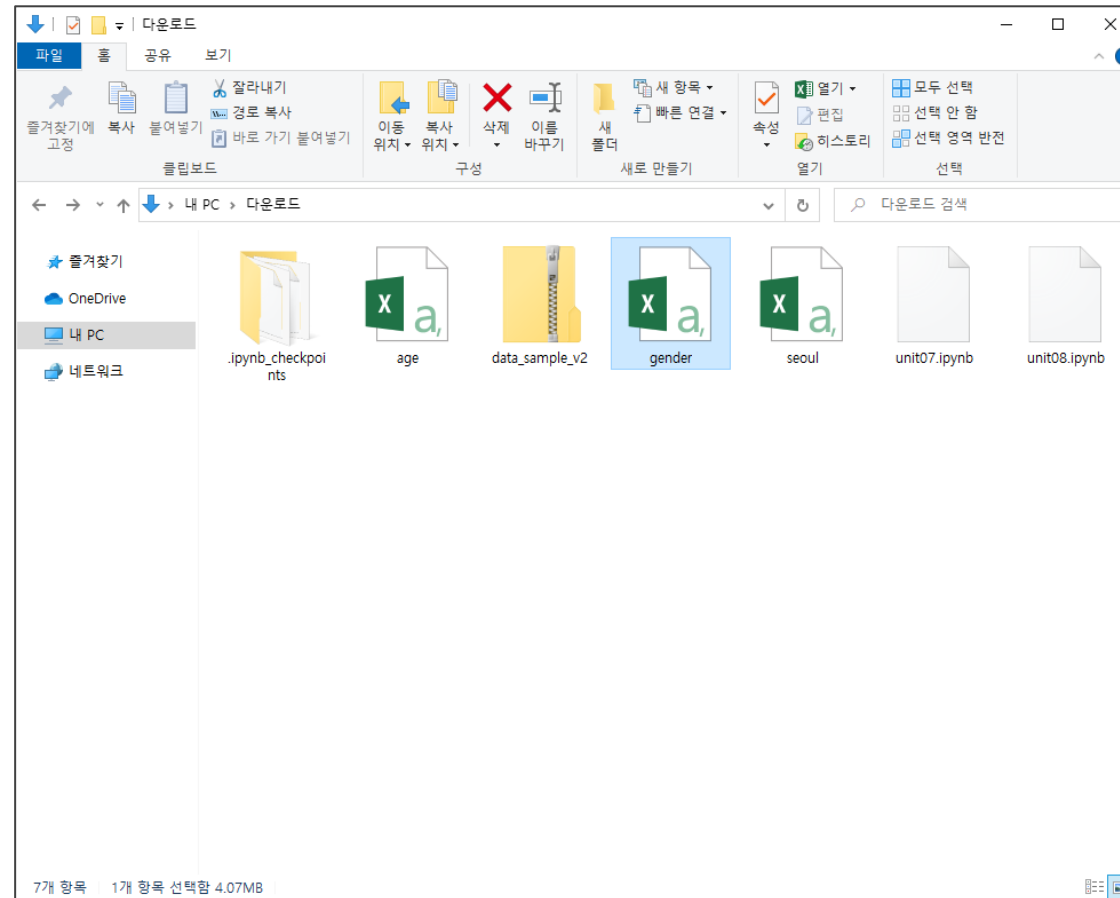 다운로드
파일 홈 공유 보기
즐겨찾기에 고정
복사
붙여넣기
잘라내기
경로 복사
바로 가기 붙여넣기
클립보드
이동 위치
복사 위치
삭제
이름 바꾸기
구성
새 폴더
새 항목
빠른 연결
새로 만들기
속성
열기
편집
히스토리
열기
모두 선택
선택 안 함
선택 영역 반전
선택
내 PC > 다운로드
다운로드 검색
즐겨찾기
OneDrive
내 PC
네트워크
.ipynb_checkpoi
nts
age
data_sample_v2
gender
seoul
unit07.ipynb
unit08.ipynb
7개 항목 1개 항목 선택함 4.07MB